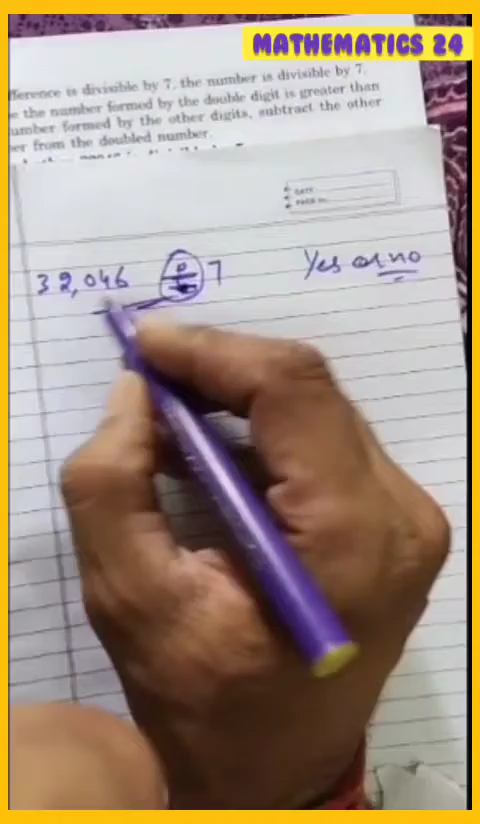 MATHEMATICS 24
fference is divisible by 7, the number is divisible by 7.
the number formed by the double digit is greater than
umber formed by the other digits, subtract the other
er from the doubled number.
DATE
PAGE No.
32,046 ÷ 7 Yes or no